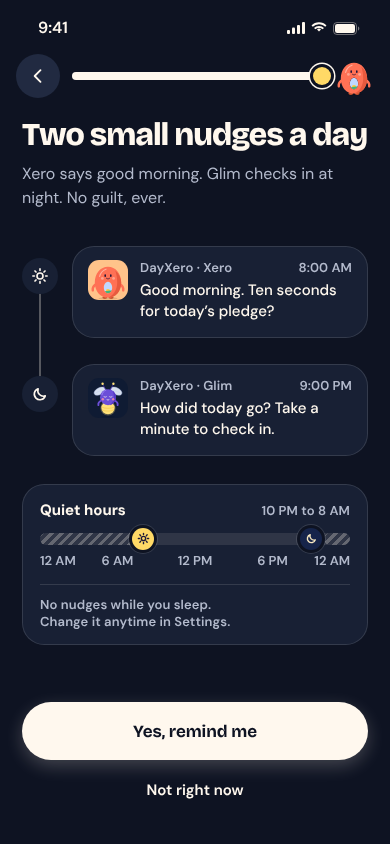 9:41
Two small nudges a day
Xero says good morning. Glim checks in at
night. No guilt, ever.
DayXero · Xero 8:00 AM
Good morning. Ten seconds
for today’s pledge?
DayXero · Glim 9:00 PM
How did today go? Take a
minute to check in.
Quiet hours 10 PM to 8 AM
12 AM 6 AM 12 PM 6 PM 12 AM
No nudges while you sleep.
Change it anytime in Settings.
Yes, remind me
Not right now